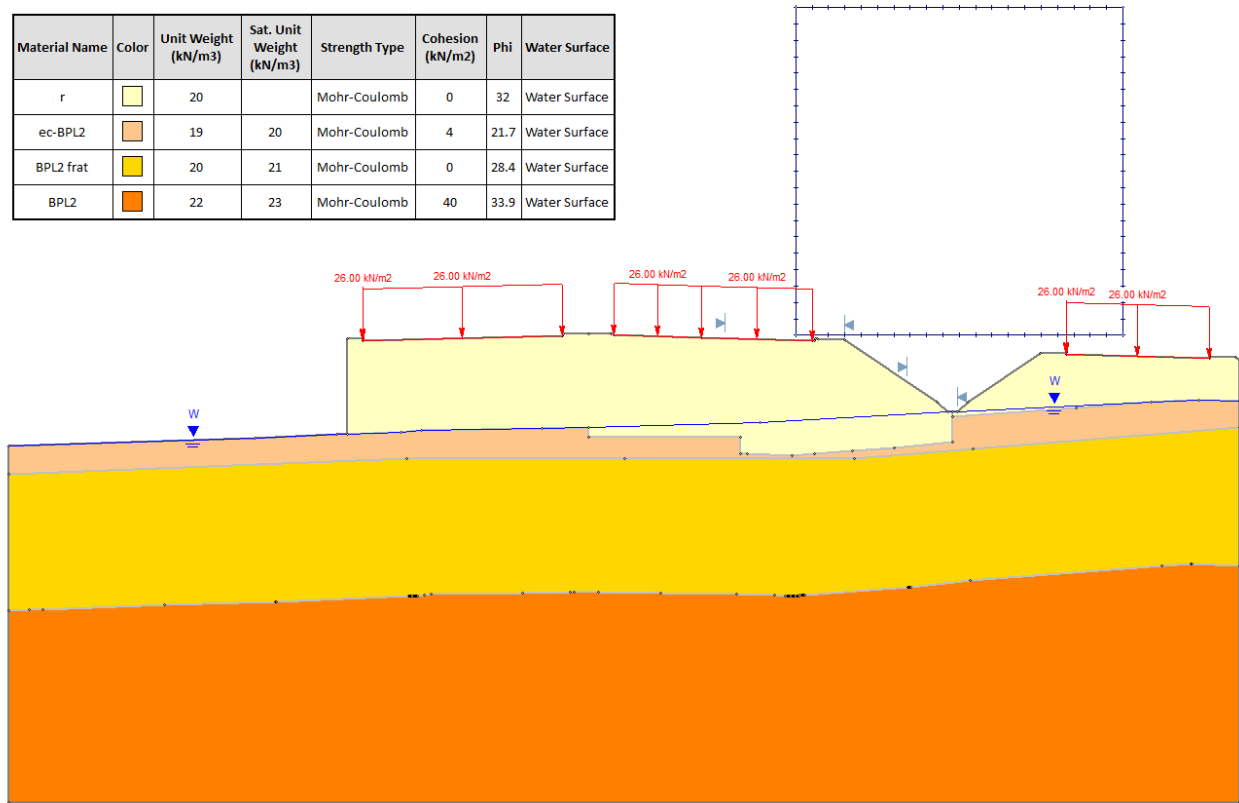 Material Name Color Unit Weight (kN/m3) Sat. Unit Weight (kN/m3) Strength Type Cohesion (kN/m2) Phi Water Surface
r 20 Mohr-Coulomb 0 32 Water Surface
ec-BPL2 19 20 Mohr-Coulomb 4 21.7 Water Surface
BPL2 frat 20 21 Mohr-Coulomb 0 28.4 Water Surface
BPL2 22 23 Mohr-Coulomb 40 33.9 Water Surface
26.00 kN/m2 26.00 kN/m2 26.00 kN/m2 26.00 kN/m2
26.00 kN/m2 26.00 kN/m2
W
W